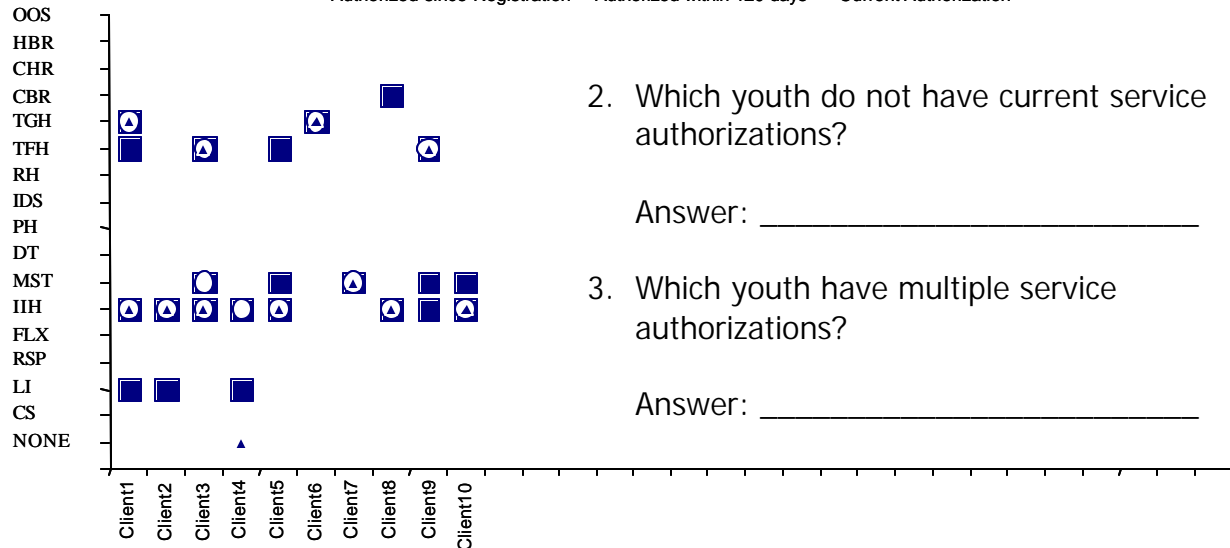 Authorized since Registration Authorized within 120 days Current Authorization
OOS
HBR
CHR
CBR
TGH
TFH
RH
IDS
PH
DT
MST
IIH
FLX
RSP
LI
CS
NONE
Client1
Client2
Client3
Client4
Client5
Client6
Client7
Client8
Client9
Client10
2. Which youth do not have current service
authorizations?
Answer: _________________________
3. Which youth have multiple service
authorizations?
Answer: _________________________